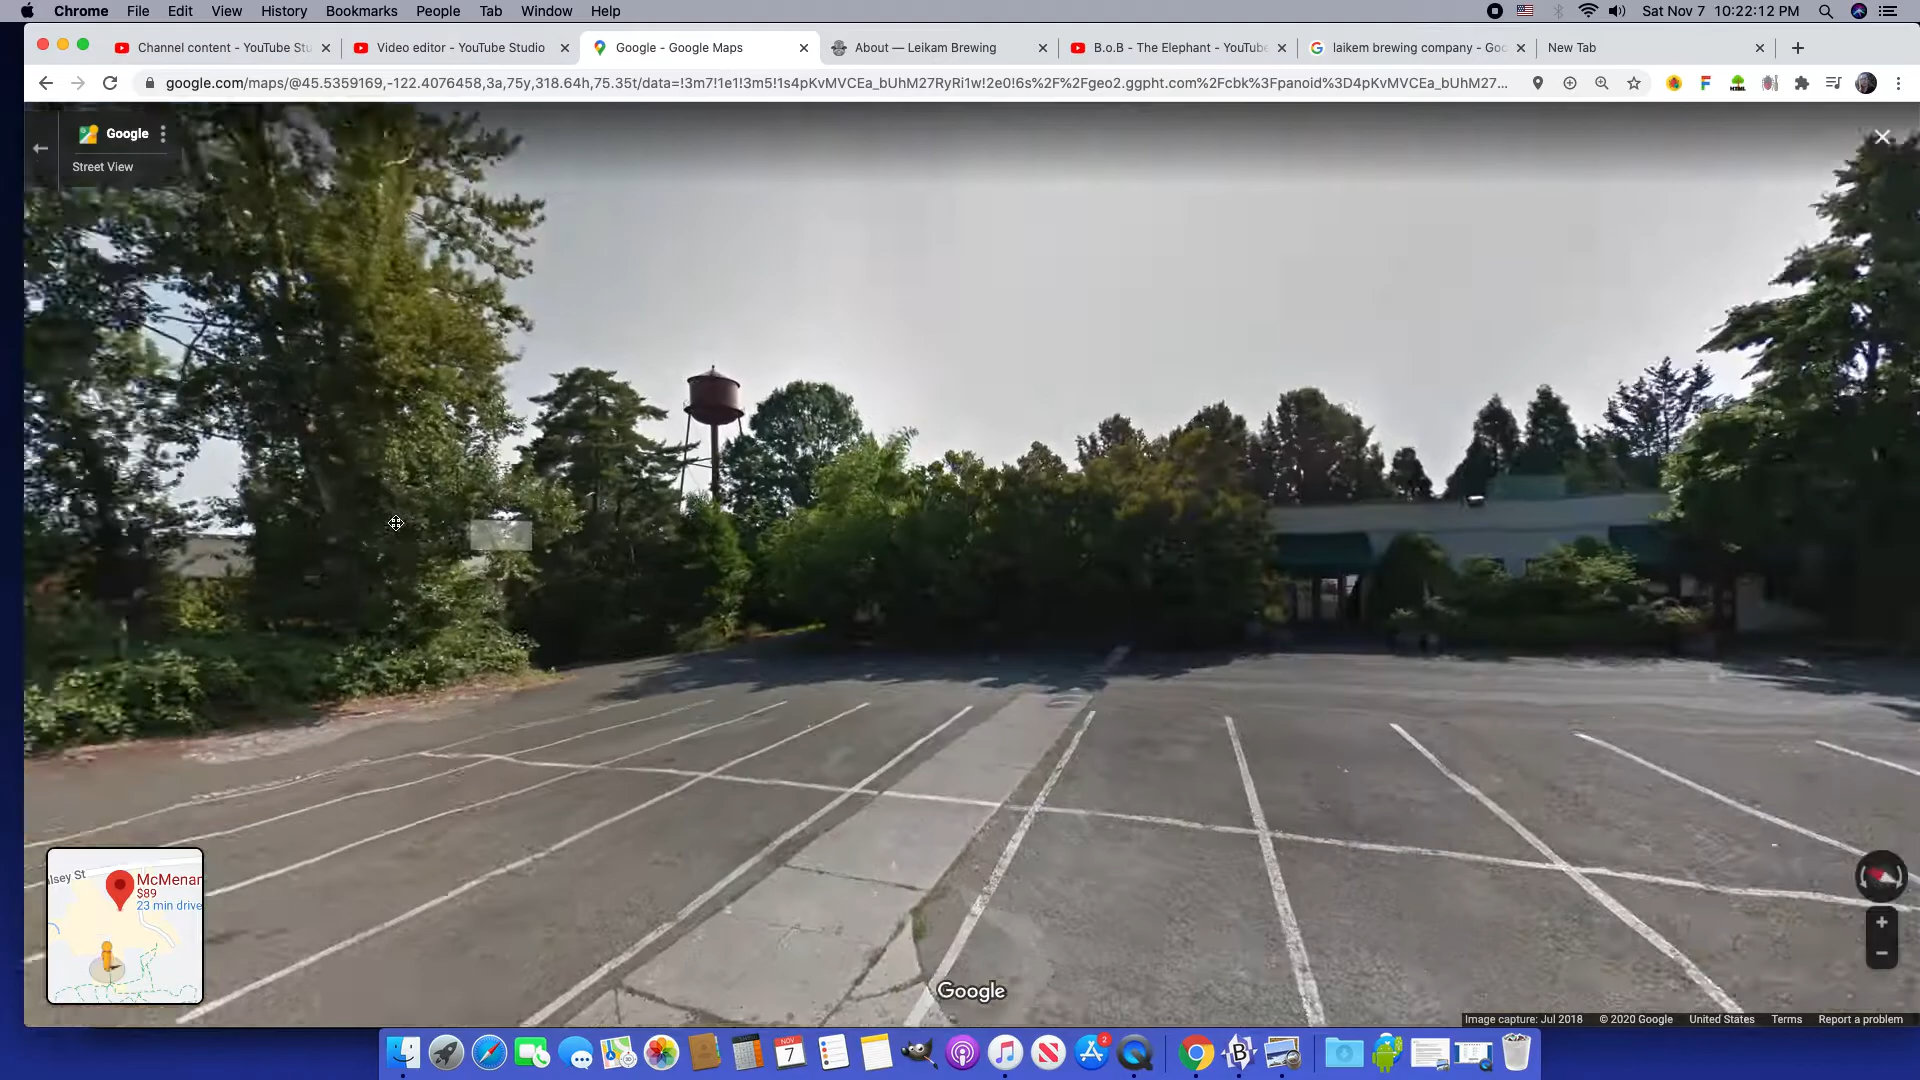 Chrome File Edit View History Bookmarks People Tab Window Help Sat Nov 7 10:22:12 PM
Channel content - YouTube Stu Video editor - YouTube Studio Google - Google Maps About — Leikam Brewing B.o.B - The Elephant - YouTube laikem brewing company - Goo New Tab
google.com/maps/@45.5359169,-122.4076458,3a,75y,318.64h,75.35t/data=!3m7!1e1!3m5!1s4pKvMVCEa_bUhM27RyRi1w!2e0!6s%2F%2Fgeo2.ggpht.com%2Fcbk%3Fpanoid%3D4pKvMVCEa_bUhM27...
Google
Street View
lsey St
McMenar
$89
23 min drive
Google
Image capture: Jul 2018 © 2020 Google United States Terms Report a problem
NOV
7
2